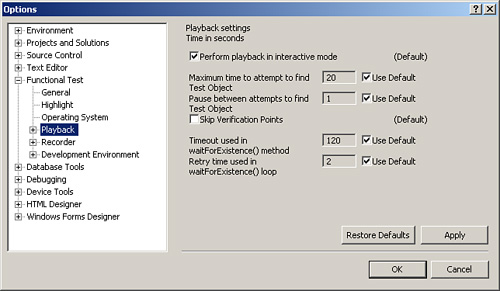 Options
Environment
Projects and Solutions
Source Control
Text Editor
Functional Test
General
Highlight
Operating System
Playback
Recorder
Development Environment
Database Tools
Debugging
Device Tools
HTML Designer
Windows Forms Designer
Playback settings
Time in seconds
Perform playback in interactive mode (Default)
Maximum time to attempt to find 20 Use Default
Test Object
Pause between attempts to find 1 Use Default
Test Object
Skip Verification Points (Default)
Timeout used in 120 Use Default
waitForExistence() method
Retry time used in 2 Use Default
waitForExistence() loop
Restore Defaults Apply
OK Cancel